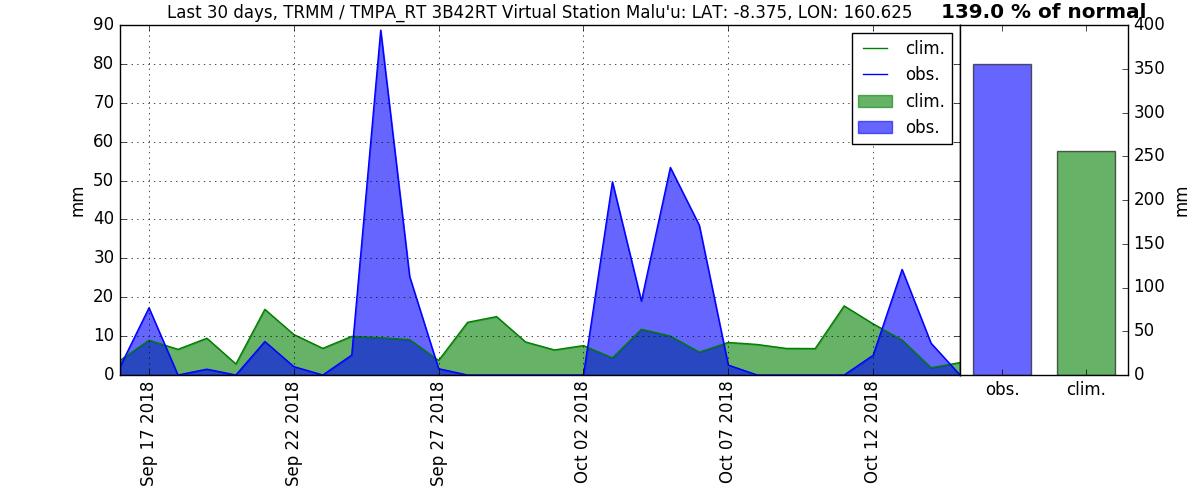 Last 30 days, TRMM / TMPA_RT 3B42RT Virtual Station Malu'u: LAT: -8.375, LON: 160.625
139.0 % of normal
90
80
70
60
50
40
30
20
10
0
mm
clim.
obs.
clim.
obs.
400
350
300
250
200
150
100
50
0
mm
obs.
clim.
Sep 17 2018
Sep 22 2018
Sep 27 2018
Oct 02 2018
Oct 07 2018
Oct 12 2018